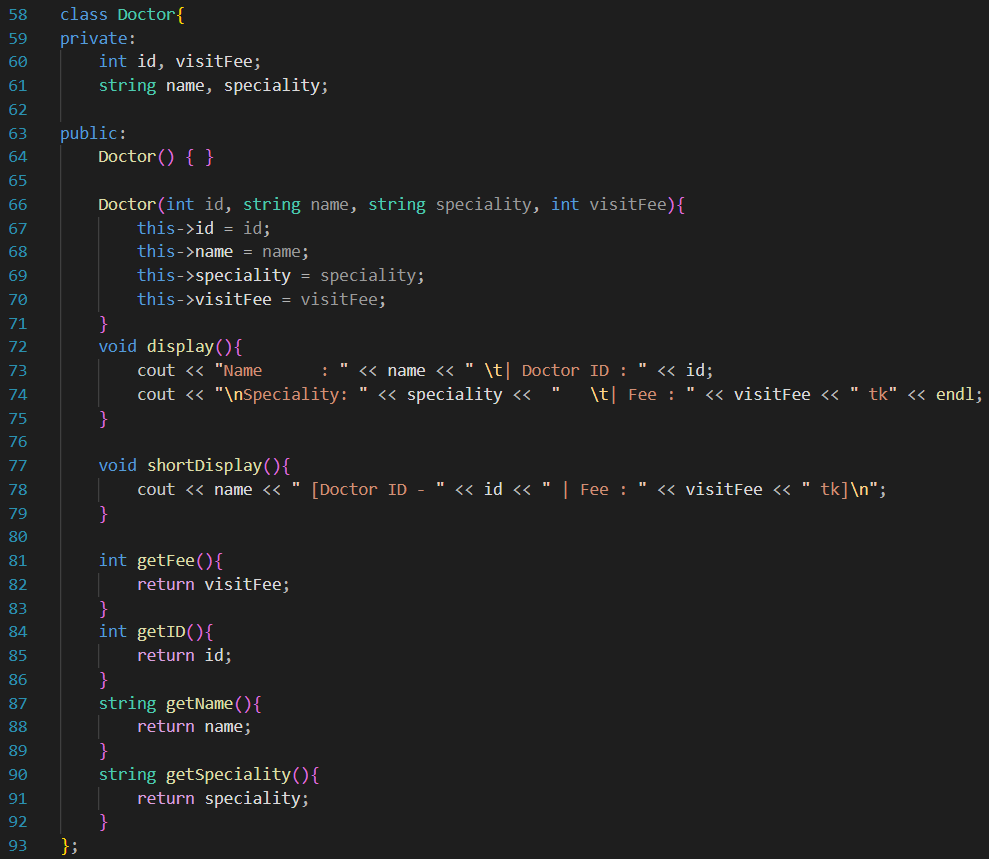 58 class Doctor{
59 private:
60     int id, visitFee;
61     string name, speciality;
62
63 public:
64     Doctor() { }
65
66     Doctor(int id, string name, string speciality, int visitFee){
67         this->id = id;
68         this->name = name;
69         this->speciality = speciality;
70         this->visitFee = visitFee;
71     }
72     void display(){
73         cout << "Name      : " << name << " \t| Doctor ID : " << id;
74         cout << "\nSpeciality: " << speciality <<  "   \t| Fee : " << visitFee << " tk" << endl;
75     }
76
77     void shortDisplay(){
78         cout << name << " [Doctor ID - " << id << " | Fee : " << visitFee << " tk]\n";
79     }
80
81     int getFee(){
82         return visitFee;
83     }
84     int getID(){
85         return id;
86     }
87     string getName(){
88         return name;
89     }
90     string getSpeciality(){
91         return speciality;
92     }
93 };